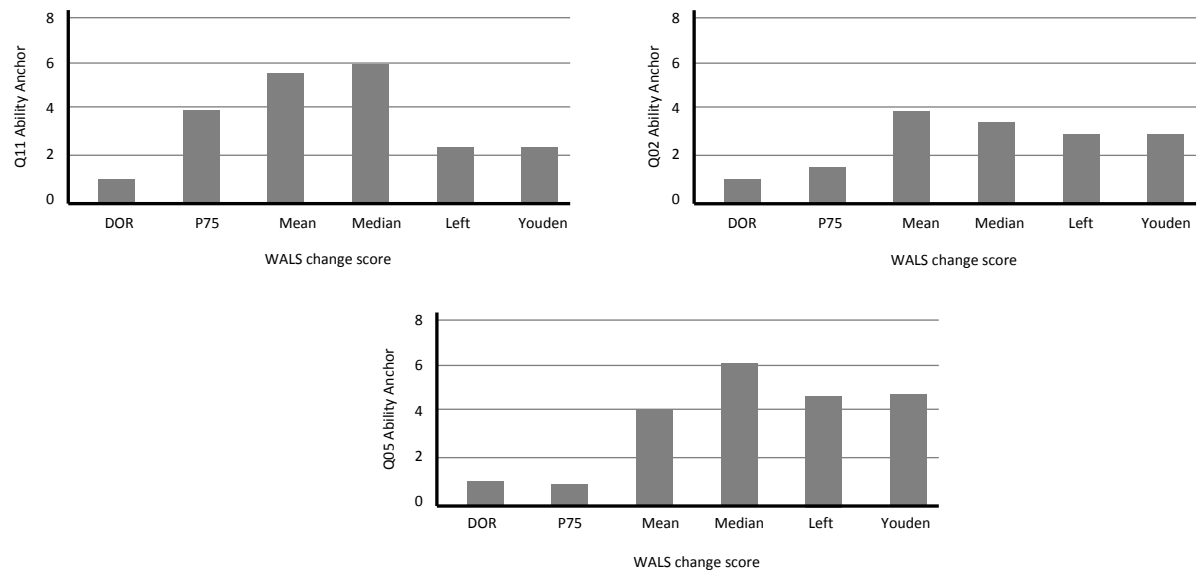 8
6
4
2
0
Q11 Ability Anchor
DOR P75 Mean Median Left Youden
WALS change score
8
6
4
2
0
Q02 Ability Anchor
DOR P75 Mean Median Left Youden
WALS change score
8
6
4
2
0
Q05 Ability Anchor
DOR P75 Mean Median Left Youden
WALS change score